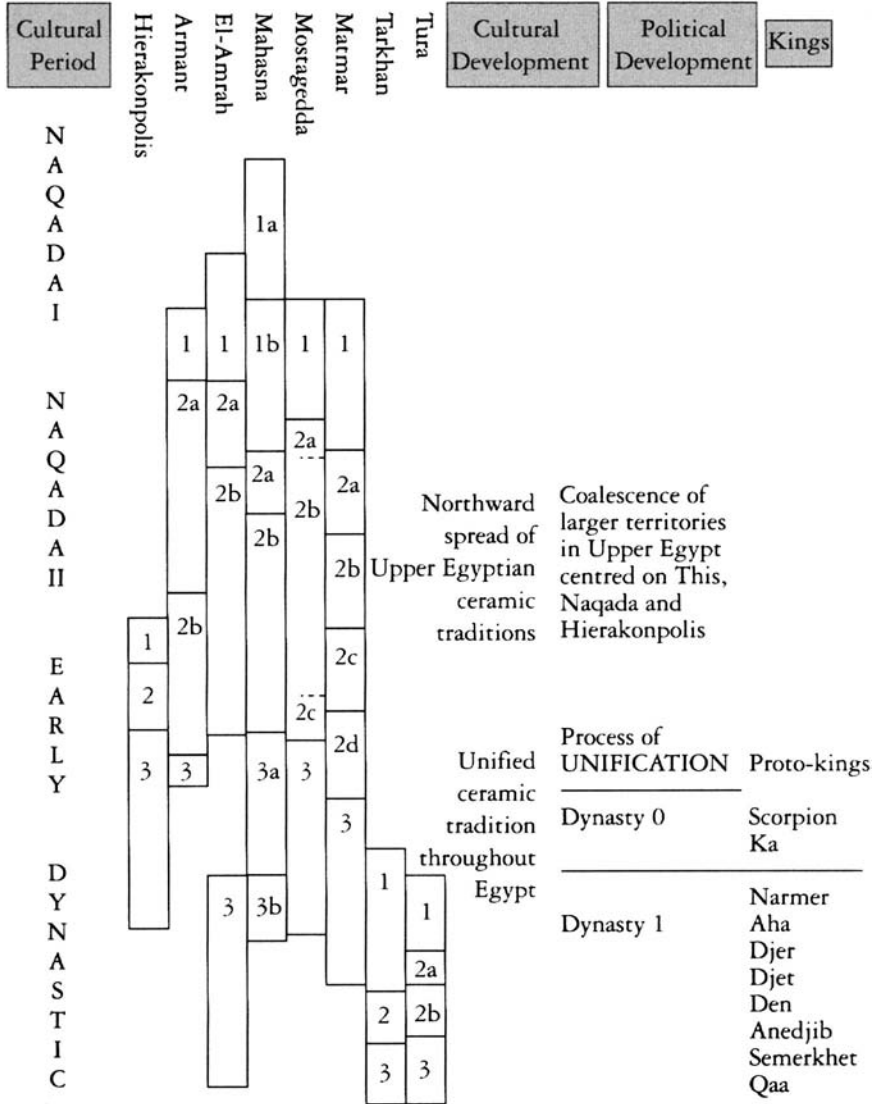 Cultural
Period
Hierakonpolis
Armant
El-Amrah
Mahasna
Mostagedda
Matmar
Tarkhan
Tura
Cultural
Development
Political
Development
Kings
NAQADA I
NAQADA II
EARLY
DYNASTIC
1
2
3
1
2a
2b
3
1
2a
2b
3
1a
1b
2a
2b
3a
3b
1
2a
2b
2c
3
1
2a
2b
2c
2d
3
1
2
3
1
2a
2b
3
Northward
spread of
Upper Egyptian
ceramic
traditions
Unified
ceramic
tradition
throughout
Egypt
Coalescence of
larger territories
in Upper Egypt
centred on This,
Naqada and
Hierakonpolis
Process of
UNIFICATION
Dynasty 0
Dynasty 1
Proto-kings
Scorpion
Ka
Narmer
Aha
Djer
Djet
Den
Anedjib
Semerkhet
Qaa